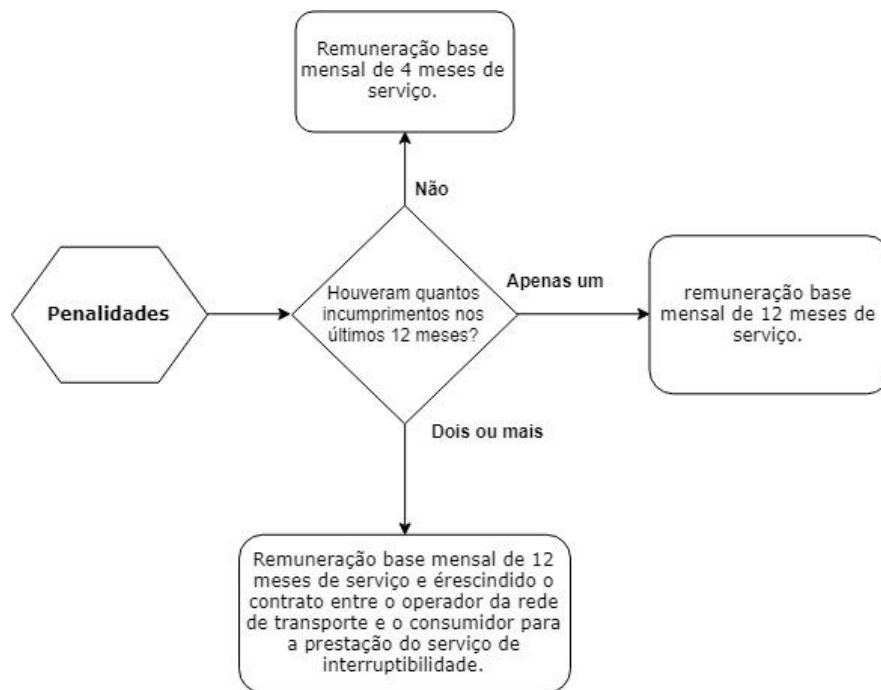 Remuneração base
mensal de 4 meses de
serviço.
Não
Penalidades
Houveram quantos
incumprimentos nos
últimos 12 meses?
Apenas um
remuneração base
mensal de 12 meses de
serviço.
Dois ou mais
Remuneração base mensal de 12
meses de serviço e érescindido o
contrato entre o operador da rede
de transporte e o consumidor para
a prestação do serviço de
interruptibilidade.